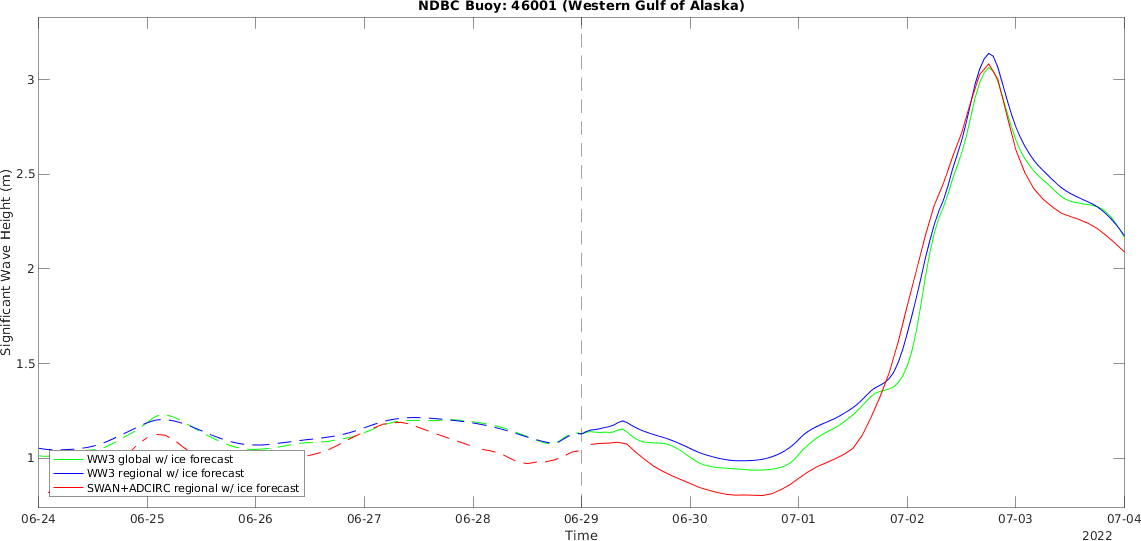 NDBC Buoy: 46001 (Western Gulf of Alaska)
Significant Wave Height (m)
3
2.5
2
1.5
1
WW3 global w/ ice forecast
WW3 regional w/ ice forecast
SWAN+ADCIRC regional w/ ice forecast
06-24 06-25 06-26 06-27 06-28 06-29 06-30 07-01 07-02 07-03 07-04
Time
2022